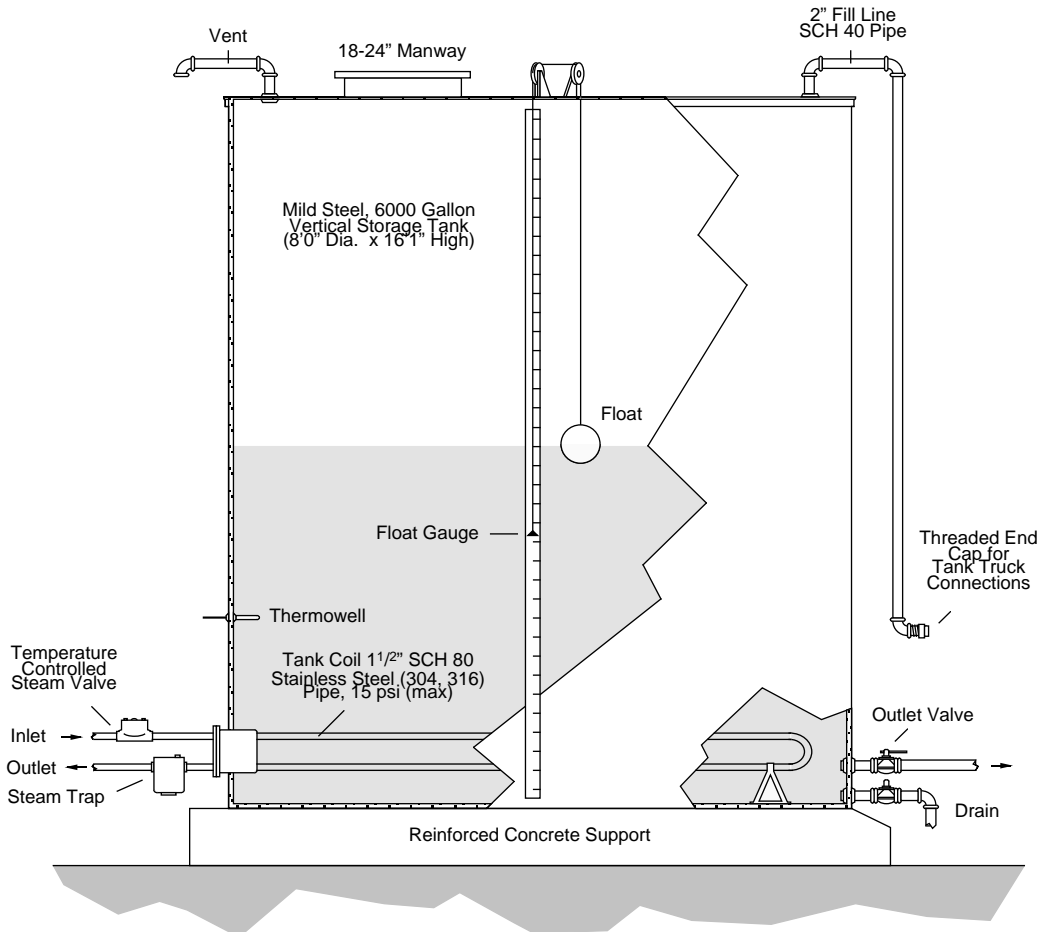 2” Fill Line
SCH 40 Pipe
Vent
18-24” Manway
Mild Steel, 6000 Gallon
Vertical Storage Tank
(8’0” Dia. x 16’1” High)
Float
Float Gauge
Threaded End
Cap for
Tank Truck
Connections
Thermowell
Temperature
Controlled
Steam Valve
Tank Coil 1 1/2” SCH 80
Stainless Steel (304, 316)
Pipe, 15 psi (max)
Outlet Valve
Inlet
Outlet
Steam Trap
Drain
Reinforced Concrete Support